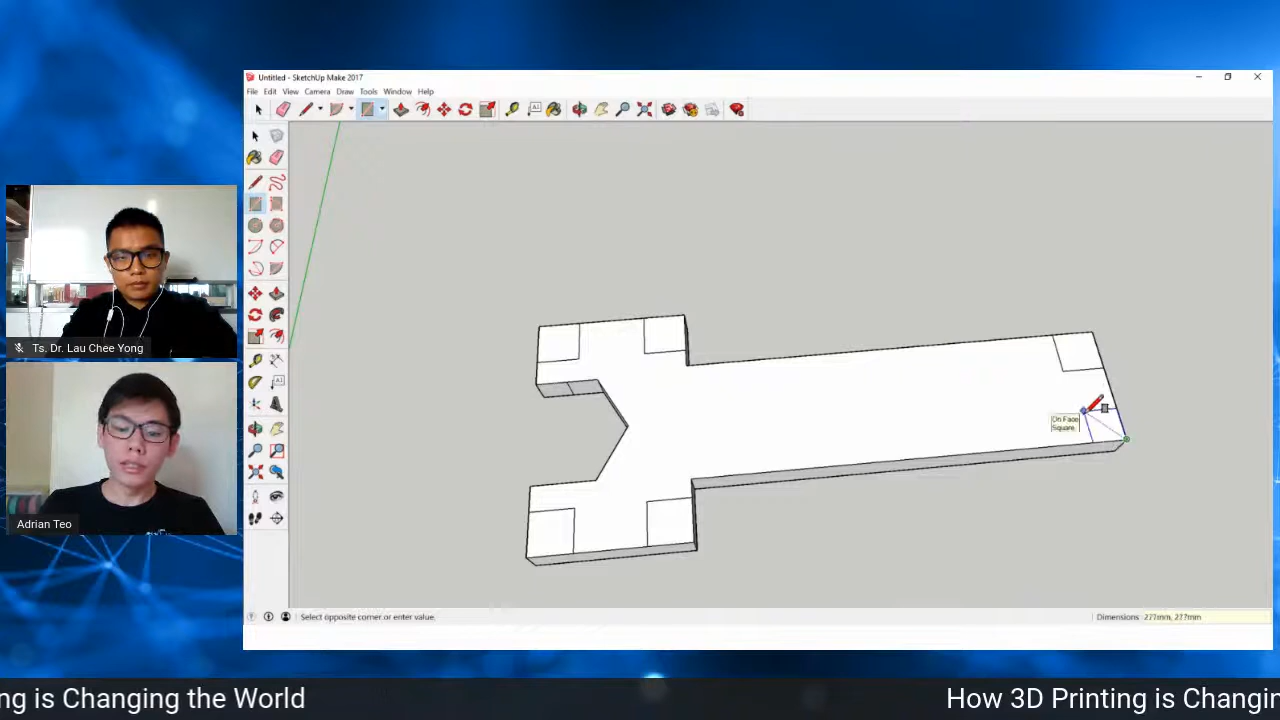 Untitled - SketchUp Make 2017
File Edit View Camera Draw Tools Window Help
Ts. Dr. Lau Chee Yong
Adrian Teo
On Face
Square
Select opposite corner or enter value.
Dimensions 277mm, 277mm
ng is Changing the World
How 3D Printing is Changin